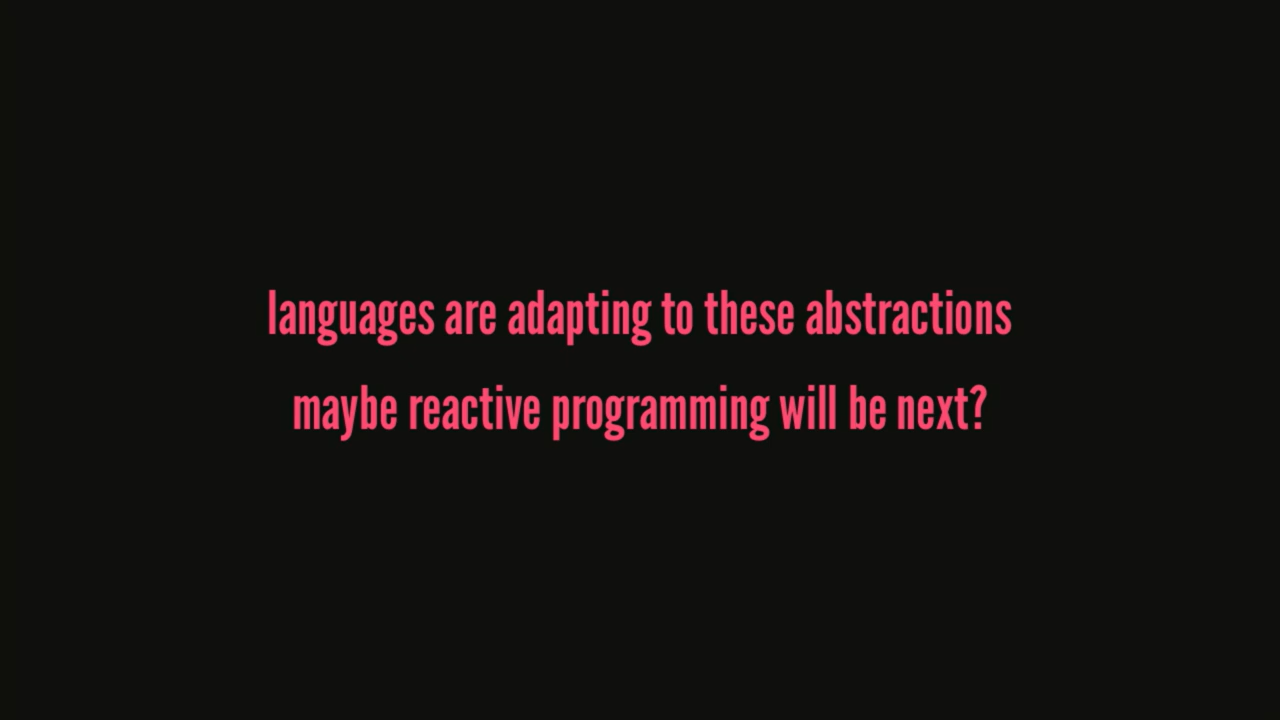 languages are adapting to these abstractions
maybe reactive programming will be next?